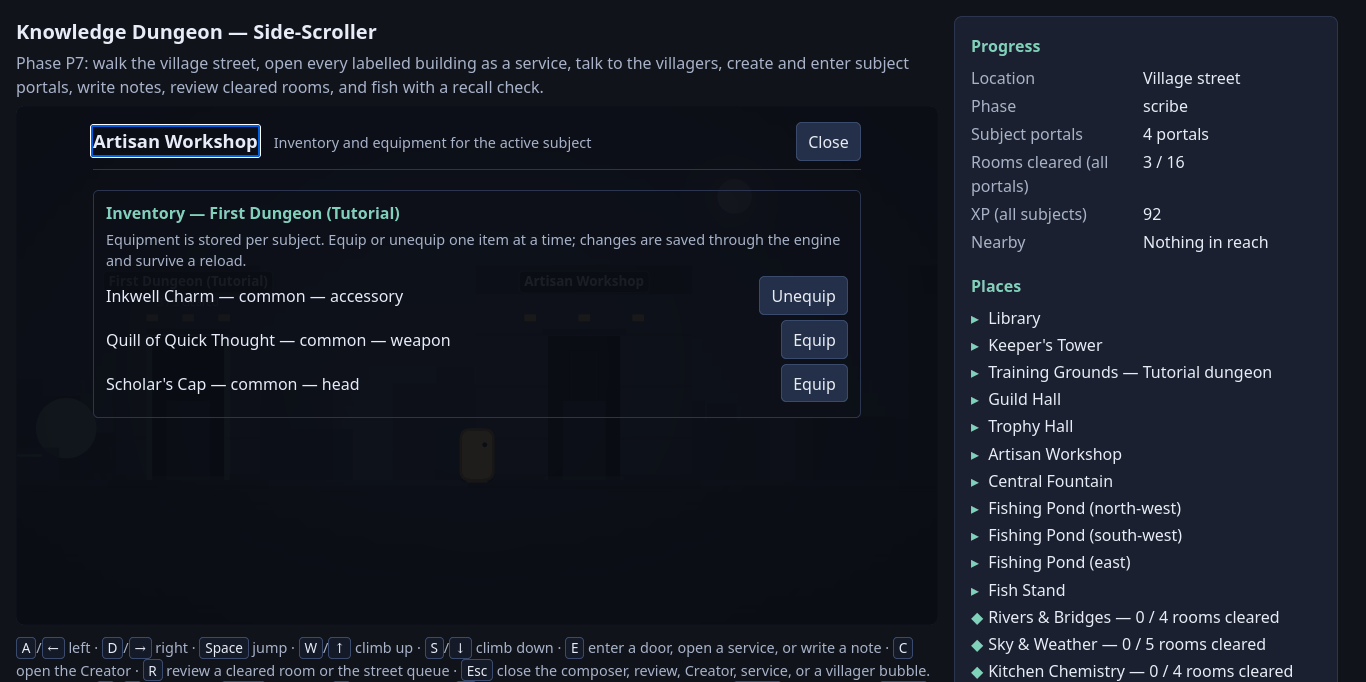 Knowledge Dungeon — Side-Scroller
Phase P7: walk the village street, open every labelled building as a service, talk to the villagers, create and enter subject
portals, write notes, review cleared rooms, and fish with a recall check.
Artisan Workshop Inventory and equipment for the active subject Close
Inventory — First Dungeon (Tutorial)
Equipment is stored per subject. Equip or unequip one item at a time; changes are saved through the engine
and survive a reload.
First Dungeon (Tutorial) Artisan Workshop
Inkwell Charm — common — accessory Unequip
Quill of Quick Thought — common — weapon Equip
Scholar's Cap — common — head Equip
A/← left · D/→ right · Space jump · W/↑ climb up · S/↓ climb down · E enter a door, open a service, or write a note · C
open the Creator · R review a cleared room or the street queue · Esc close the composer, review, Creator, service, or a villager bubble.
Progress
Location Village street
Phase scribe
Subject portals 4 portals
Rooms cleared (all 3 / 16
portals)
XP (all subjects) 92
Nearby Nothing in reach
Places
▸ Library
▸ Keeper's Tower
▸ Training Grounds — Tutorial dungeon
▸ Guild Hall
▸ Trophy Hall
▸ Artisan Workshop
▸ Central Fountain
▸ Fishing Pond (north-west)
▸ Fishing Pond (south-west)
▸ Fishing Pond (east)
▸ Fish Stand
◆ Rivers & Bridges — 0 / 4 rooms cleared
◆ Sky & Weather — 0 / 5 rooms cleared
◆ Kitchen Chemistry — 0 / 4 rooms cleared